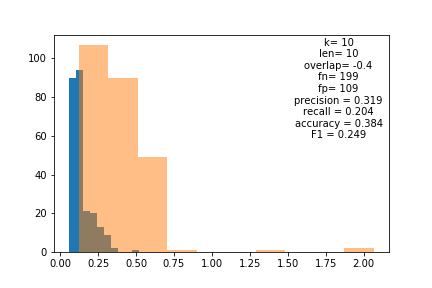 k= 10
len= 10
overlap= -0.4
fn= 199
fp= 109
precision = 0.319
recall = 0.204
accuracy = 0.384
F1 = 0.249
100
80
60
40
20
0
0.00 0.25 0.50 0.75 1.00 1.25 1.50 1.75 2.00